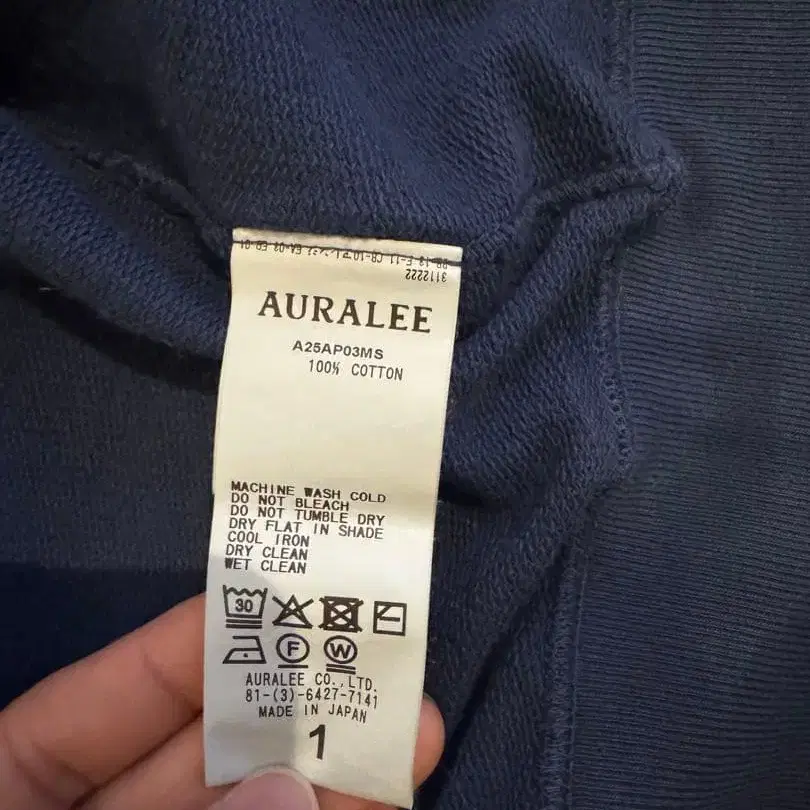 3112222
AURALEE
A25AP03MS
100% COTTON
MACHINE WASH COLD
DO NOT BLEACH
DO NOT TUMBLE DRY
DRY FLAT IN SHADE
COOL IRON
DRY CLEAN
WET CLEAN
30
F W
AURALEE CO.,LTD.
81-(3)-6427-7141
MADE IN JAPAN
1